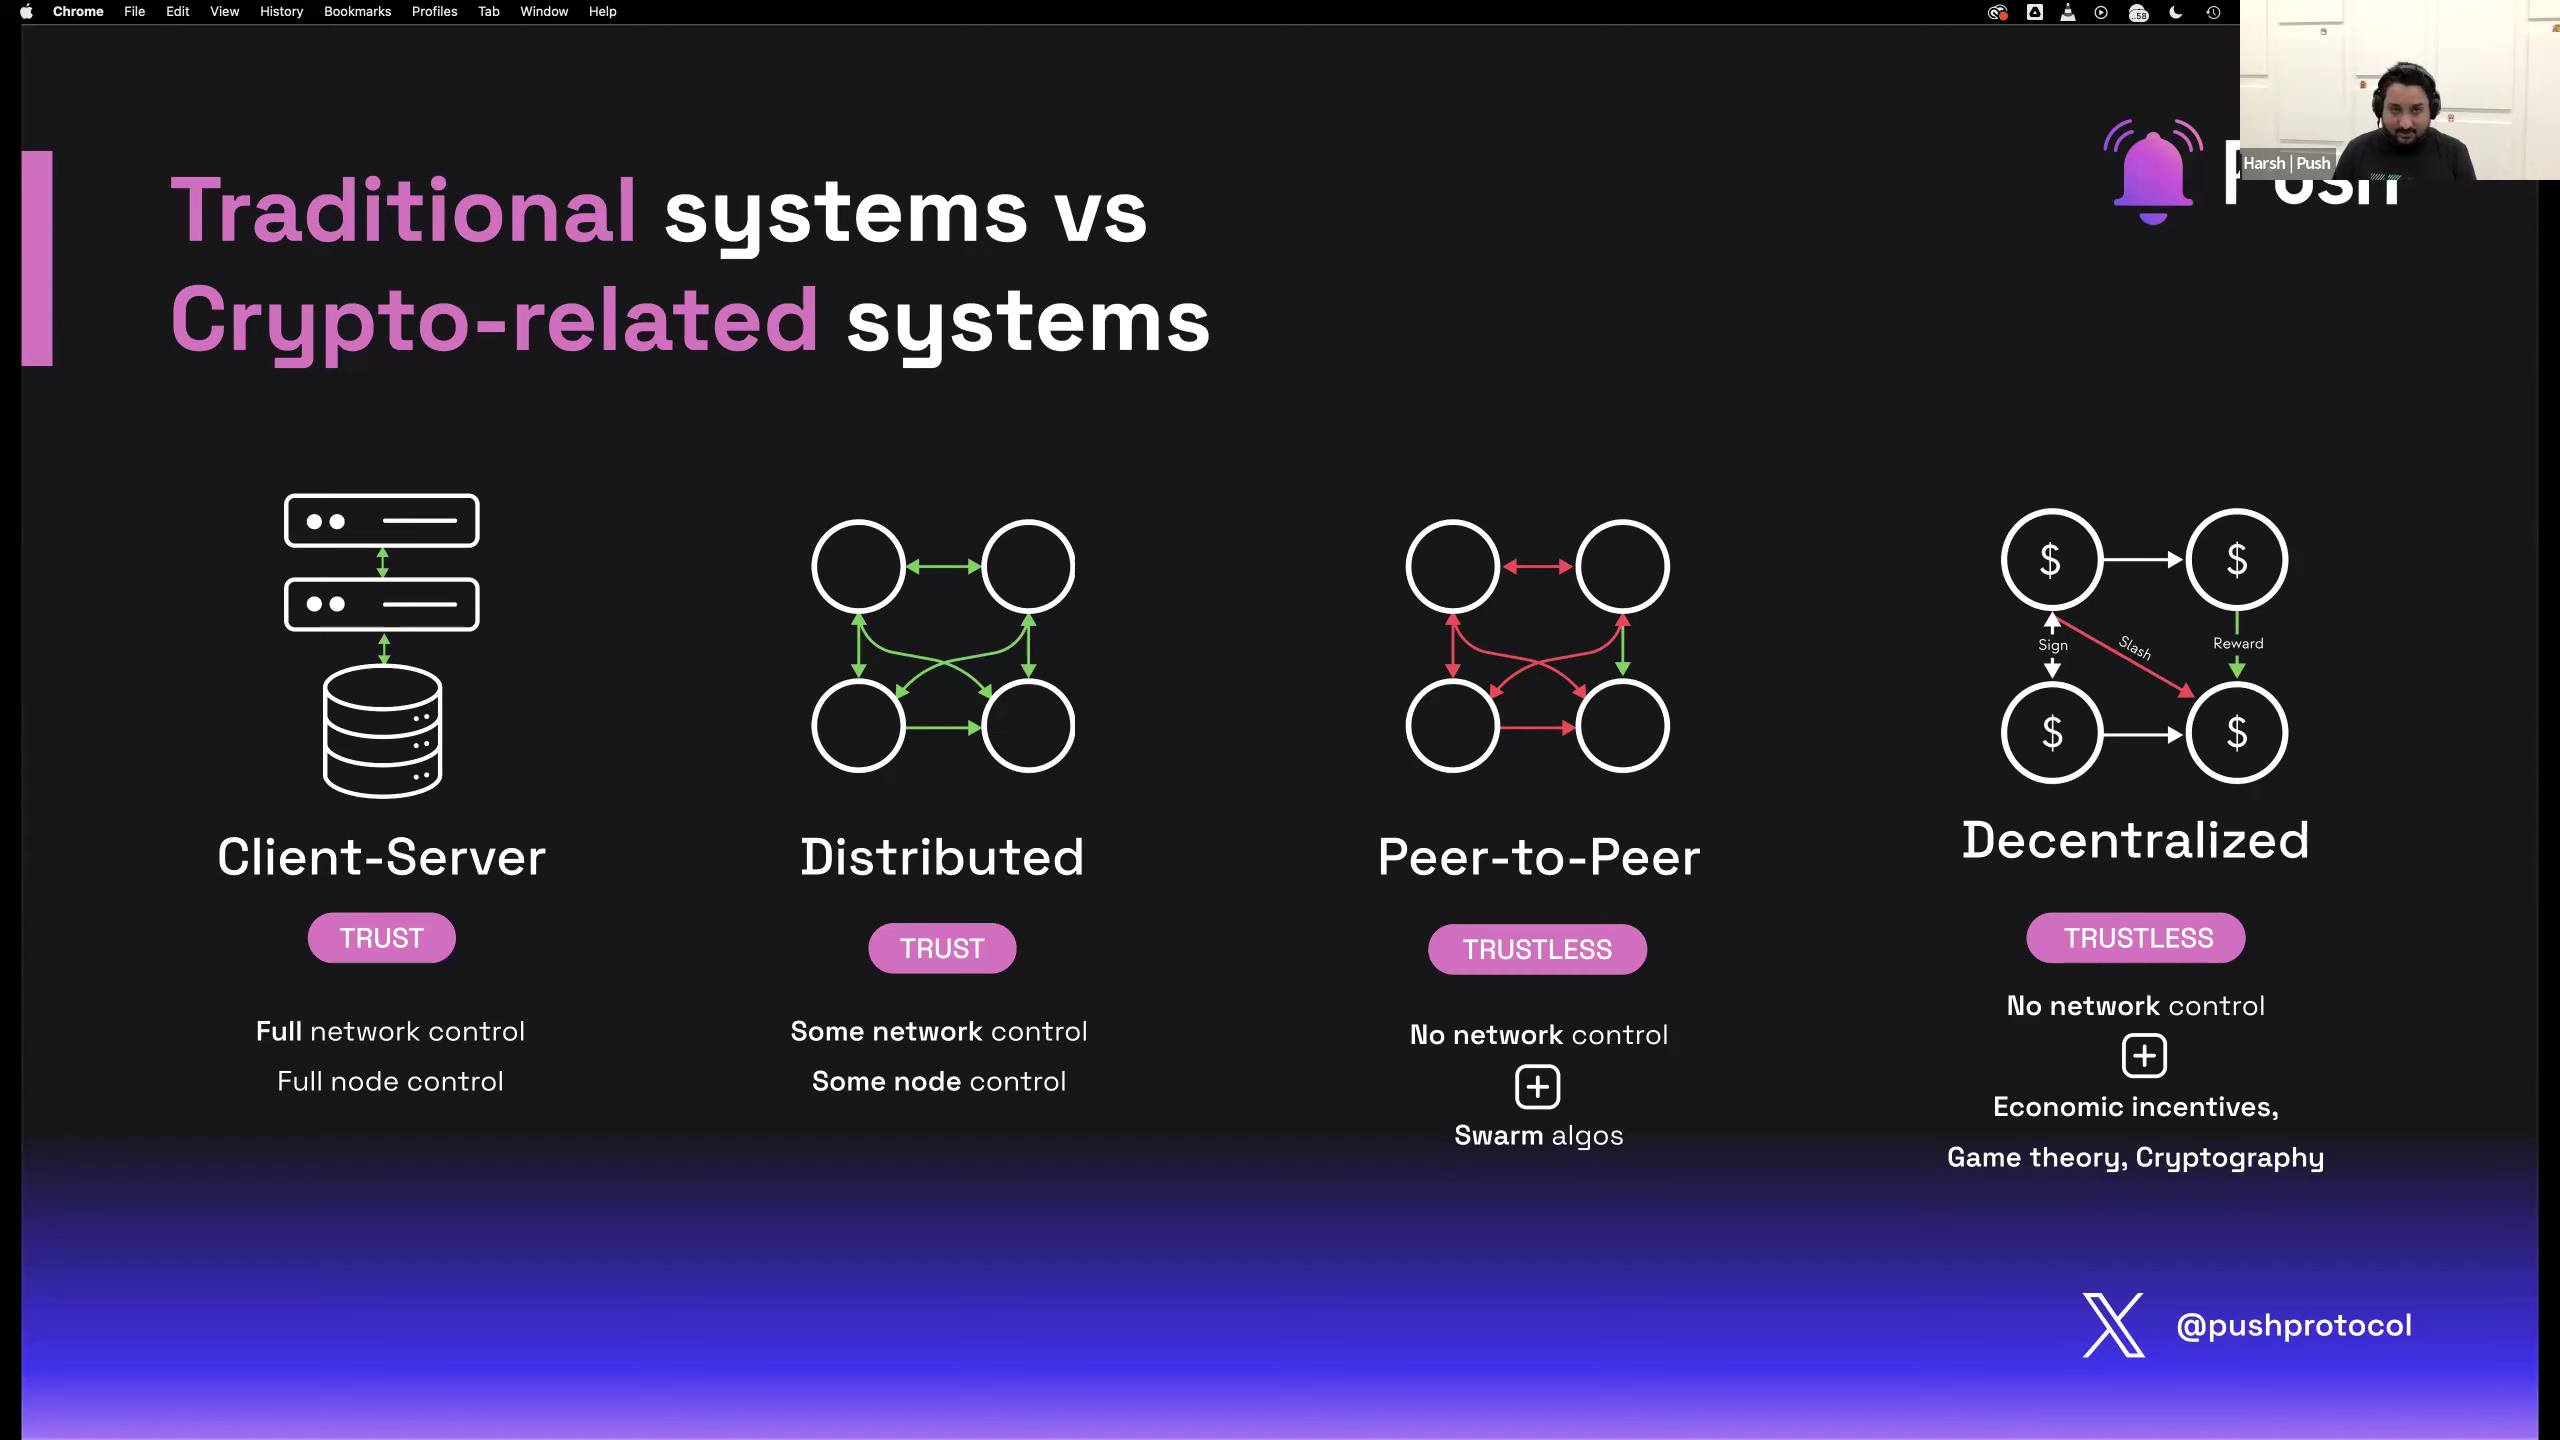 Chrome File Edit View History Bookmarks Profiles Tab Window Help
58
Harsh | Push
Push
Traditional systems vs
Crypto-related systems
$ $
Sign Slash Reward
$ $
Client-Server
TRUST
Full network control
Full node control
Distributed
TRUST
Some network control
Some node control
Peer-to-Peer
TRUSTLESS
No network control
Swarm algos
Decentralized
TRUSTLESS
No network control
Economic incentives,
Game theory, Cryptography
@pushprotocol